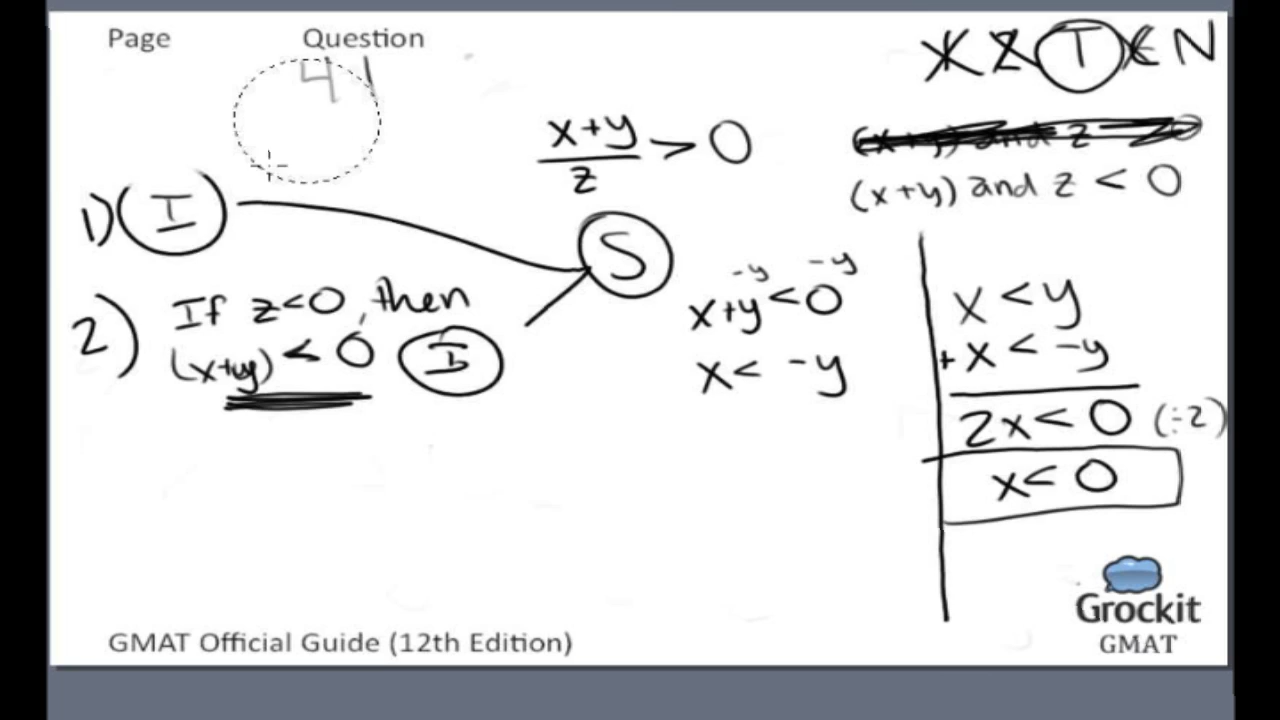 Page Question
41
X Z T E N
x+y
z
> 0
(x+y) and z < 0
1) I
S
2) If z<0, then
(x+y) < 0 I
-y -y
x+y < 0
x < -y
x < y
+ x < -y
2x < 0 (÷2)
x < 0
Grockit
GMAT
GMAT Official Guide (12th Edition)